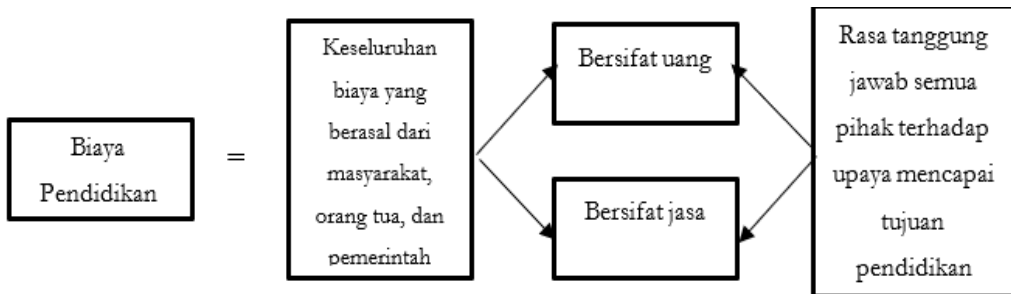 Biaya
Pendidikan
=
Keseluruhan
biaya yang
berasal dari
masyarakat,
orang tua, dan
pemerintah
Bersifat uang
Bersifat jasa
Rasa tanggung
jawab semua
pihak terhadap
upaya mencapai
tujuan
pendidikan